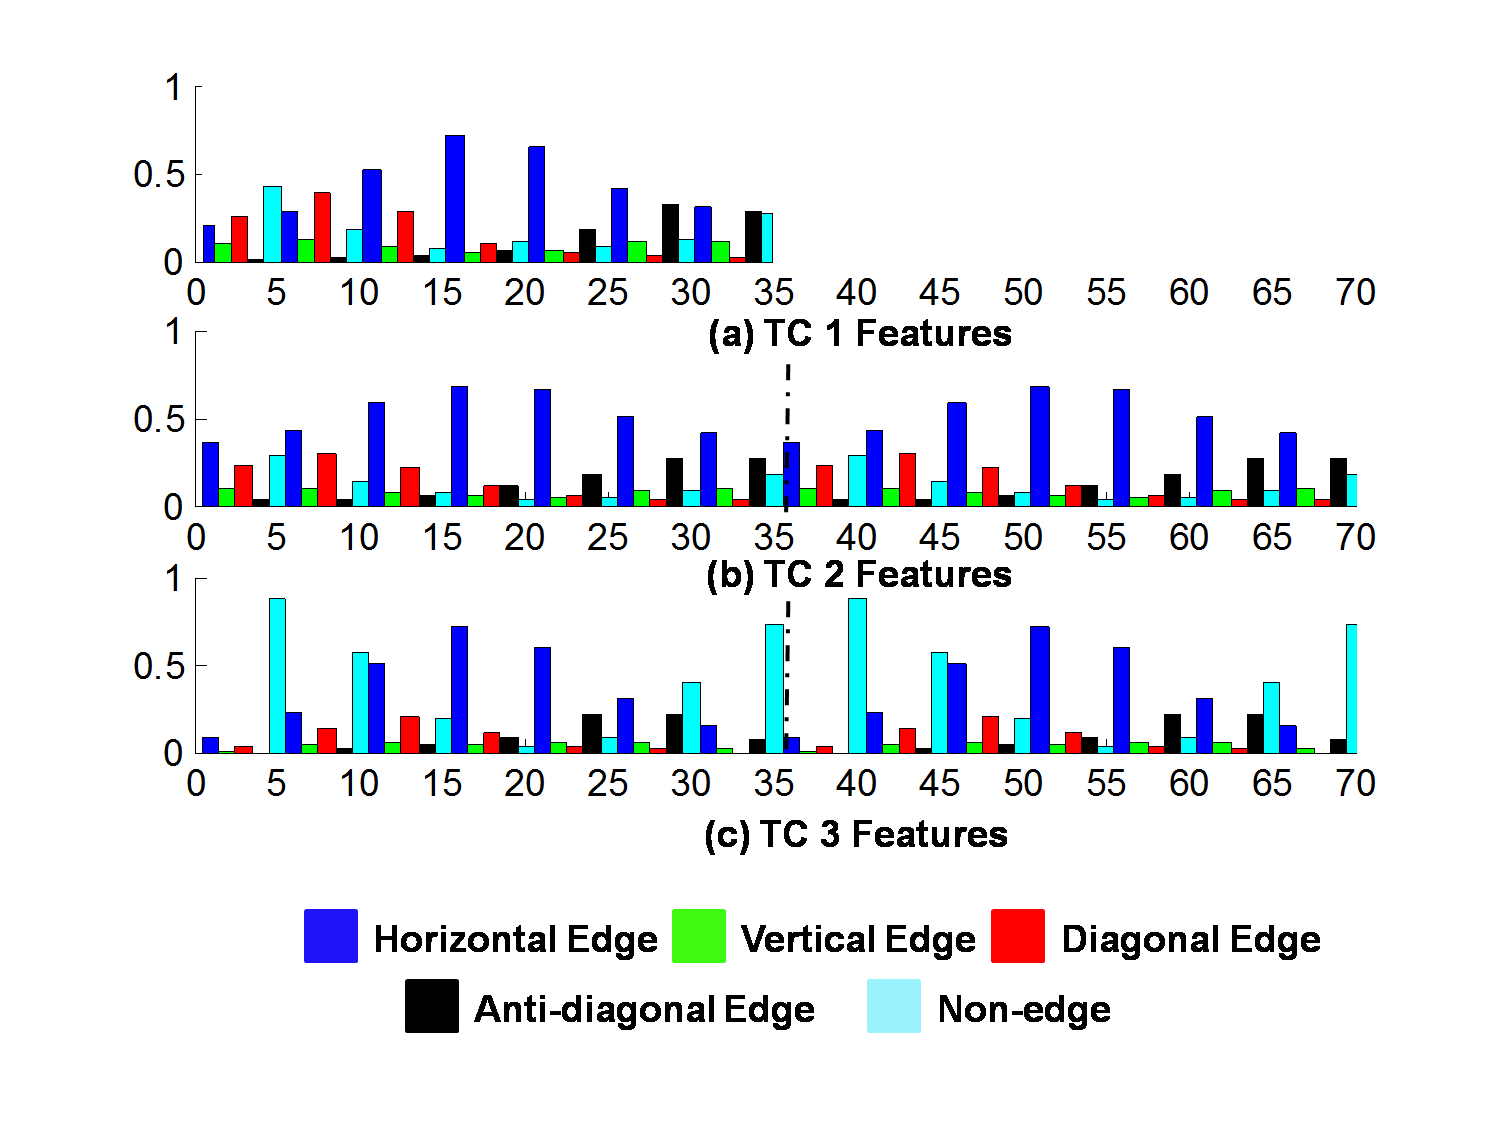 1
0.5
0
0 5 10 15 20 25 30 35 40 45 50 55 60 65 70
(a) TC 1 Features
1
0.5
0
0 5 10 15 20 25 30 35 40 45 50 55 60 65 70
(b) TC 2 Features
1
0.5
0
0 5 10 15 20 25 30 35 40 45 50 55 60 65 70
(c) TC 3 Features
Horizontal Edge Vertical Edge Diagonal Edge
Anti-diagonal Edge Non-edge